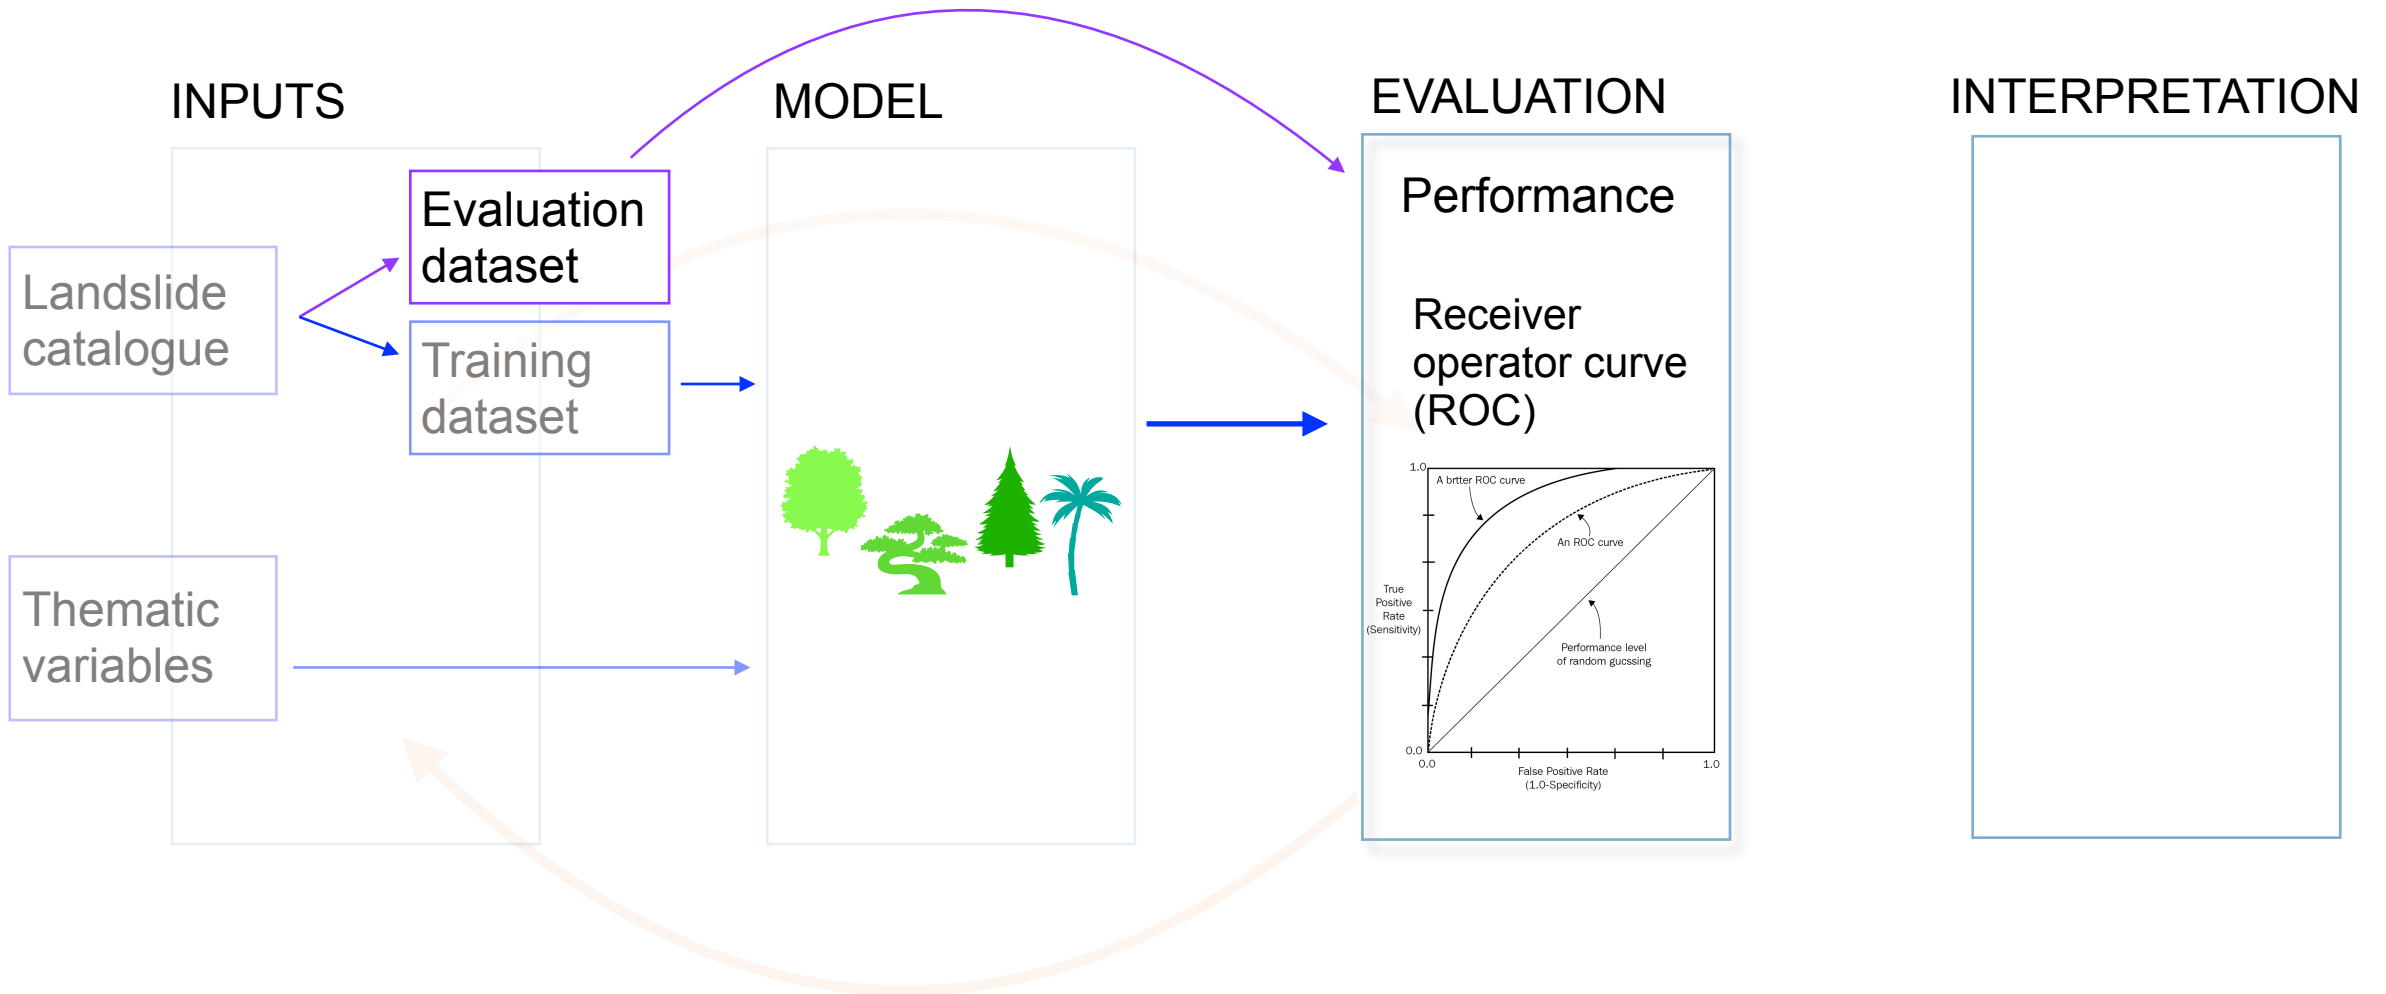 INPUTS
MODEL
EVALUATION
INTERPRETATION
Landslide
catalogue
Evaluation
dataset
Training
dataset
Thematic
variables
Performance
Receiver
operator curve
(ROC)
1.0
A brtter ROC curve
An ROC curve
True
Positive
Rate
(Sensitivity)
Performance level
of random gucssing
0.0
0.0
1.0
False Positive Rate
(1.0-Specificity)